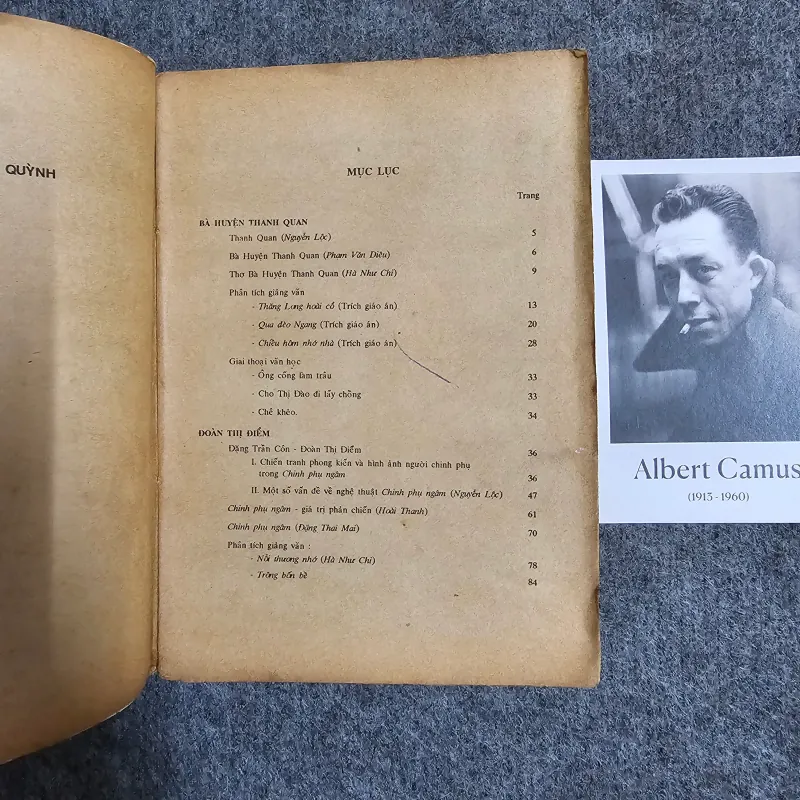 QUỲNH
MỤC LỤC
Trang
BÀ HUYỆN THANH QUAN
Thanh Quan (Nguyễn Lộc) 5
Bà Huyện Thanh Quan (Phạm Văn Diêu) 6
Thơ Bà Huyện Thanh Quan (Hà Như Chi) 9
Phân tích giảng văn
- Thăng Long hoài cổ (Trích giáo án) 13
- Qua đèo Ngang (Trích giáo án) 20
- Chiều hôm nhớ nhà (Trích giáo án) 28
Giai thoại văn học
- Ông cống làm trâu 33
- Cho Thị Đào đi lấy chồng 33
- Chê khéo. 34
ĐOÀN THỊ ĐIỂM
Đặng Trần Côn - Đoàn Thị Điểm 36
I. Chiến tranh phong kiến và hình ảnh người chinh phụ
trong Chinh phụ ngâm 36
II. Một số vấn đề về nghệ thuật Chinh phụ ngâm (Nguyễn Lộc) 47
Chinh phụ ngâm - giá trị phản chiến (Hoài Thanh) 61
Chinh phụ ngâm (Đặng Thai Mai) 70
Phân tích giảng văn :
- Nỗi thương nhớ (Hà Như Chi) 78
- Trông bốn bề 84
Albert Camus
(1913 - 1960)